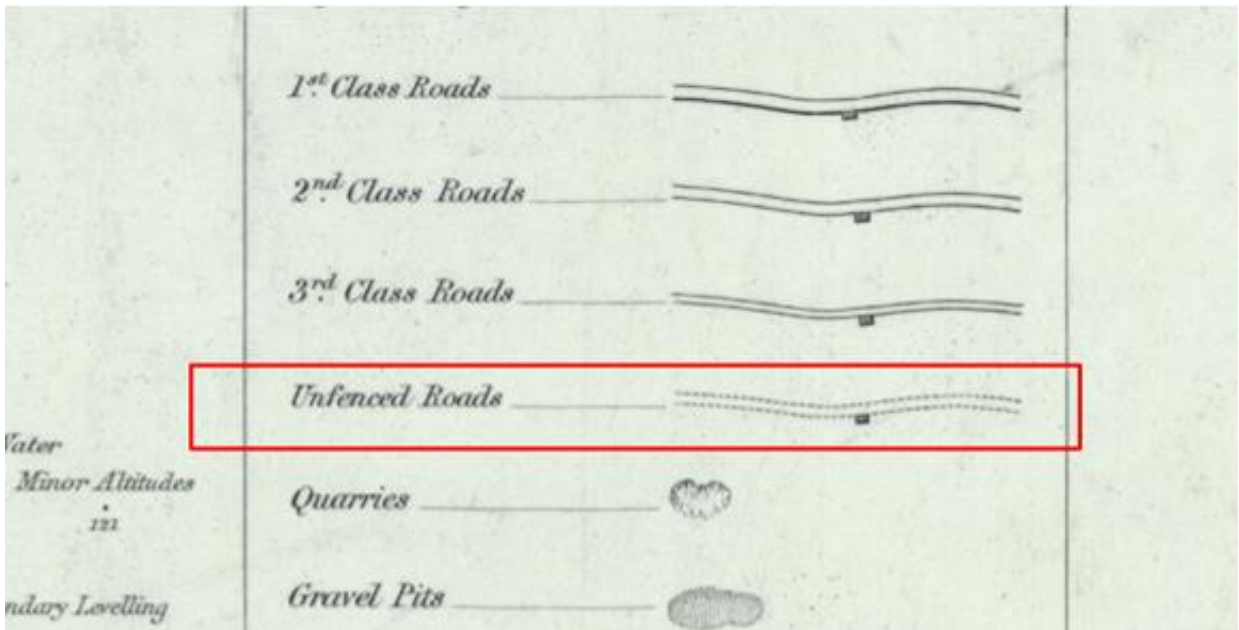 1st Class Roads
2nd Class Roads
3rd Class Roads
Unfenced Roads
Water
Minor Altitudes
121
Quarries
Levelling
Gravel Pits